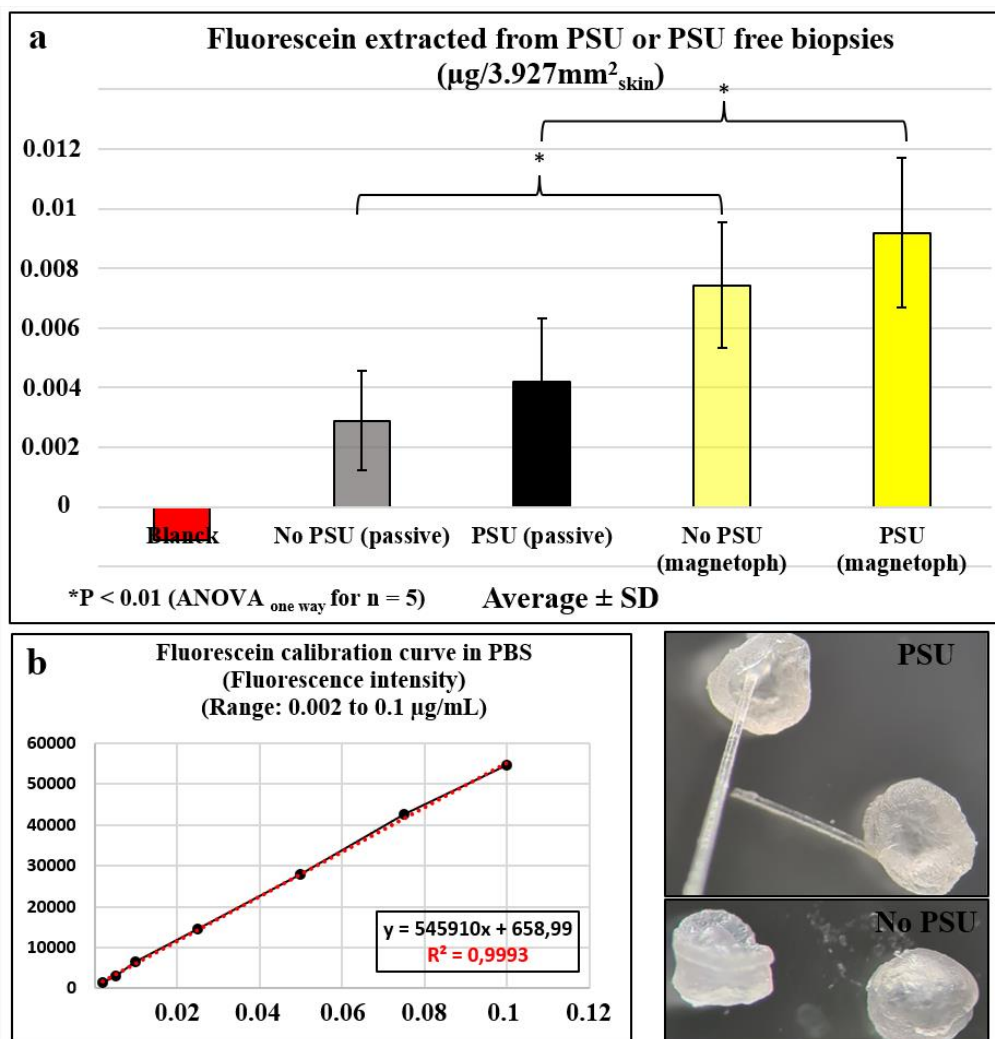 a
Fluorescein extracted from PSU or PSU free biopsies
(µg/3.927mm²skin)
*
*
0.012
0.01
0.008
0.006
0.004
0.002
0
Blanck
No PSU (passive)
PSU (passive)
No PSU
(magnetoph)
PSU
(magnetoph)
*P < 0.01 (ANOVA one way for n = 5)
Average ± SD
b
Fluorescein calibration curve in PBS
(Fluorescence intensity)
(Range: 0.002 to 0.1 µg/mL)
60000
50000
40000
30000
20000
10000
0
y = 545910x + 658,99
R² = 0,9993
0.02
0.04
0.06
0.08
0.1
0.12
PSU
No PSU